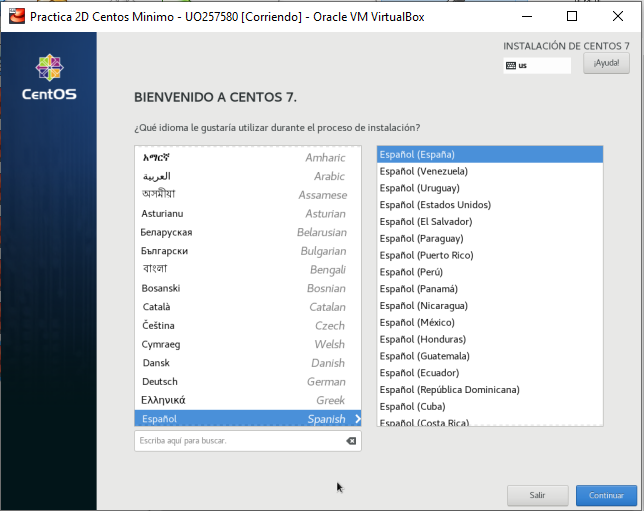 Practica 2D Centos Minimo - UO257580 [Corriendo] - Oracle VM VirtualBox
CentOS
INSTALACIÓN DE CENTOS 7
us
¡Ayuda!
BIENVENIDO A CENTOS 7.
¿Qué idioma le gustaría utilizar durante el proceso de instalación?
አማርኛ Amharic
العربية Arabic
অসমীয়া Assamese
Asturianu Asturian
Беларуская Belarusian
Български Bulgarian
বাংলা Bengali
Bosanski Bosnian
Català Catalan
Čeština Czech
Cymraeg Welsh
Dansk Danish
Deutsch German
Ελληνικά Greek
Español Spanish
Escriba aquí para buscar.
Español (España)
Español (Venezuela)
Español (Uruguay)
Español (Estados Unidos)
Español (El Salvador)
Español (Paraguay)
Español (Puerto Rico)
Español (Perú)
Español (Panamá)
Español (Nicaragua)
Español (México)
Español (Honduras)
Español (Guatemala)
Español (Ecuador)
Español (República Dominicana)
Español (Cuba)
Español (Costa Rica)
Salir
Continuar